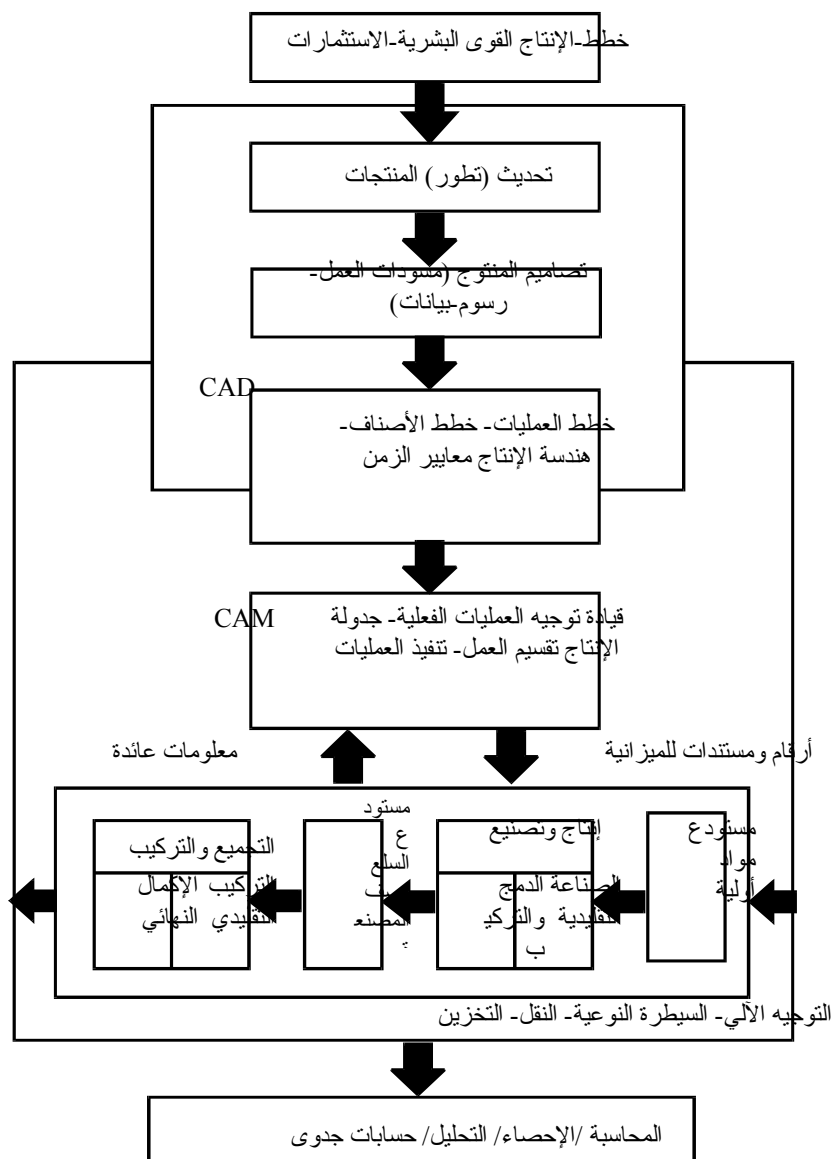 خطط-الإنتاج القوى البشرية-الاستثمارات
تحديث (تطور) المنتجات
تصاميم المنتوج (مسودات العمل-
رسوم-بيانات)
CAD
خطط العمليات- خطط الأصناف-
هندسة الإنتاج معايير الزمن
CAM
قيادة توجيه العمليات الفعلية- جدولة
الإنتاج تقسيم العمل- تنفيذ العمليات
أرقام ومستندات للميزانية
معلومات عائدة
مستودع
مواد
أولية
إنتاج وتصنيع
الصناعة الدمج
التقليدية والتركي
ب
مستود
ع
السلع
المصنع
التجميع والتركيب
التركيب الإكمال
التقليدي النهائي
التوجيه الآلي- السيطرة النوعية- النقل- التخزين
المحاسبة /الإحصاء/ التحليل/ حسابات جدوى